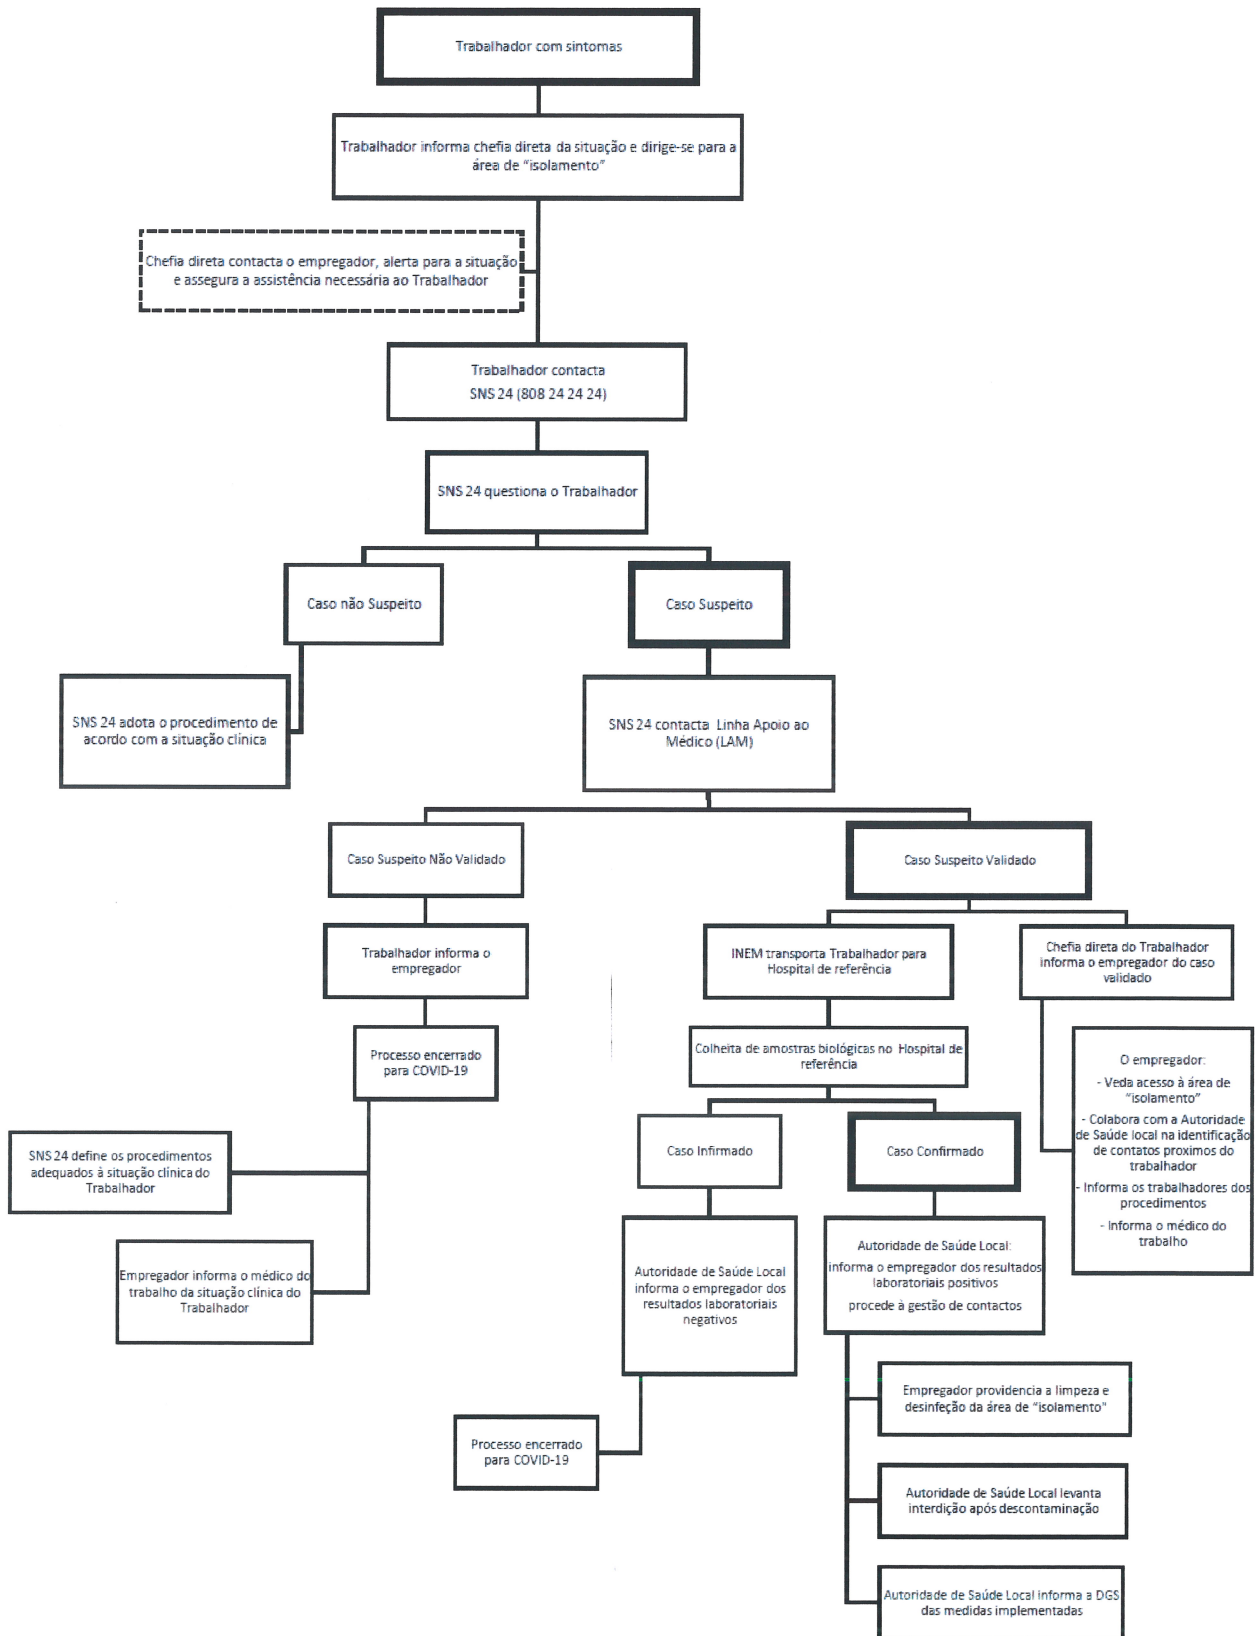 Trabalhador com sintomas
Trabalhador informa chefia direta da situação e dirige-se para a
área de “isolamento”
Chefia direta contacta o empregador, alerta para a situação
e assegura a assistência necessária ao Trabalhador
Trabalhador contacta
SNS 24 (808 24 24 24)
SNS 24 questiona o Trabalhador
Caso não Suspeito
Caso Suspeito
SNS 24 adota o procedimento de
acordo com a situação clínica
SNS 24 contacta Linha Apoio ao
Médico (LAM)
Caso Suspeito Não Validado
Caso Suspeito Validado
Trabalhador informa o
empregador
INEM transporta Trabalhador para
Hospital de referência
Chefia direta do Trabalhador
informa o empregador do caso
validado
Processo encerrado
para COVID-19
Colheita de amostras biológicas no Hospital de
referência
O empregador:
- Veda acesso à área de
“isolamento”
- Colabora com a Autoridade
de Saúde local na identificação
de contatos proximos do
trabalhador
- Informa os trabalhadores dos
procedimentos
- Informa o médico do
trabalho
SNS 24 define os procedimentos
adequados à situação clínica do
Trabalhador
Caso Infirmado
Caso Confirmado
Empregador informa o médico do
trabalho da situação clínica do
Trabalhador
Autoridade de Saúde Local
informa o empregador dos
resultados laboratoriais
negativos
Autoridade de Saúde Local:
informa o empregador dos resultados
laboratoriais positivos
procede à gestão de contactos
Processo encerrado
para COVID-19
Empregador providencia a limpeza e
desinfeção da área de “isolamento”
Autoridade de Saúde Local levanta
interdição após descontaminação
Autoridade de Saúde Local informa a DGS
das medidas implementadas